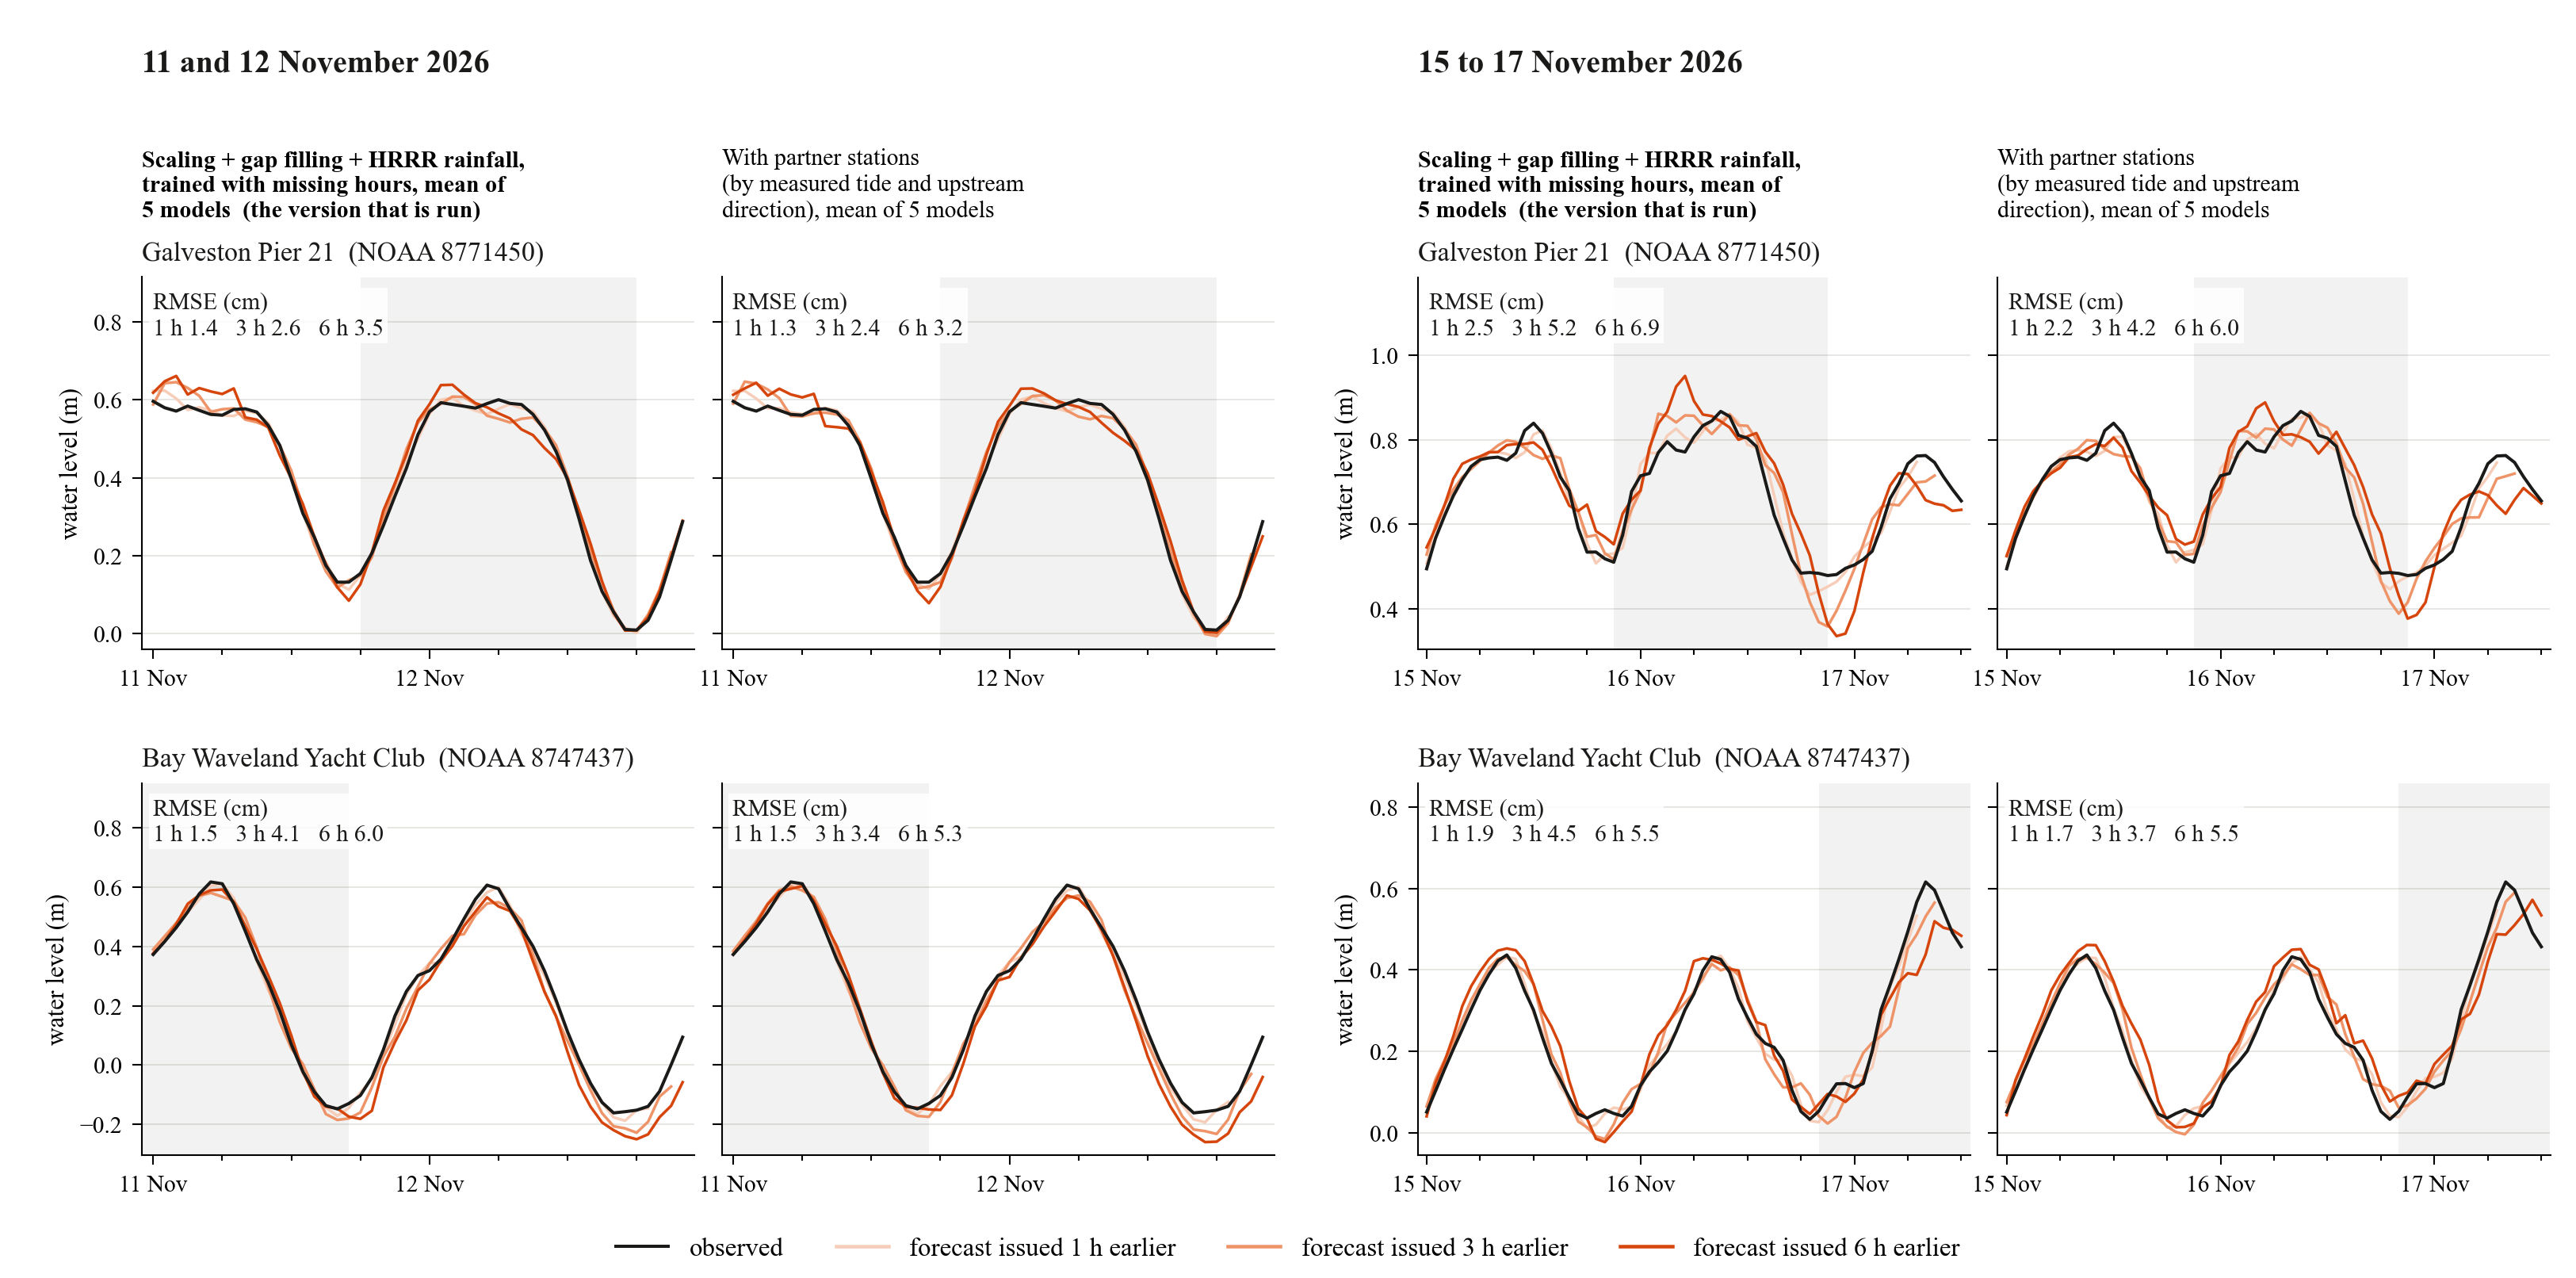 11 and 12 November 2026
15 to 17 November 2026
Scaling + gap filling + HRRR rainfall,
trained with missing hours, mean of
5 models  (the version that is run)
With partner stations
(by measured tide and upstream
direction), mean of 5 models
Scaling + gap filling + HRRR rainfall,
trained with missing hours, mean of
5 models  (the version that is run)
With partner stations
(by measured tide and upstream
direction), mean of 5 models
Galveston Pier 21  (NOAA 8771450)
RMSE (cm)
1 h 1.4   3 h 2.6   6 h 3.5
water level (m)
0.8
0.6
0.4
0.2
0.0
11 Nov
12 Nov
RMSE (cm)
1 h 1.3   3 h 2.4   6 h 3.2
11 Nov
12 Nov
Galveston Pier 21  (NOAA 8771450)
RMSE (cm)
1 h 2.5   3 h 5.2   6 h 6.9
water level (m)
1.0
0.8
0.6
0.4
15 Nov
16 Nov
17 Nov
RMSE (cm)
1 h 2.2   3 h 4.2   6 h 6.0
15 Nov
16 Nov
17 Nov
Bay Waveland Yacht Club  (NOAA 8747437)
RMSE (cm)
1 h 1.5   3 h 4.1   6 h 6.0
water level (m)
0.8
0.6
0.4
0.2
0.0
−0.2
11 Nov
12 Nov
RMSE (cm)
1 h 1.5   3 h 3.4   6 h 5.3
11 Nov
12 Nov
Bay Waveland Yacht Club  (NOAA 8747437)
RMSE (cm)
1 h 1.9   3 h 4.5   6 h 5.5
water level (m)
0.8
0.6
0.4
0.2
0.0
15 Nov
16 Nov
17 Nov
RMSE (cm)
1 h 1.7   3 h 3.7   6 h 5.5
15 Nov
16 Nov
17 Nov
observed
forecast issued 1 h earlier
forecast issued 3 h earlier
forecast issued 6 h earlier